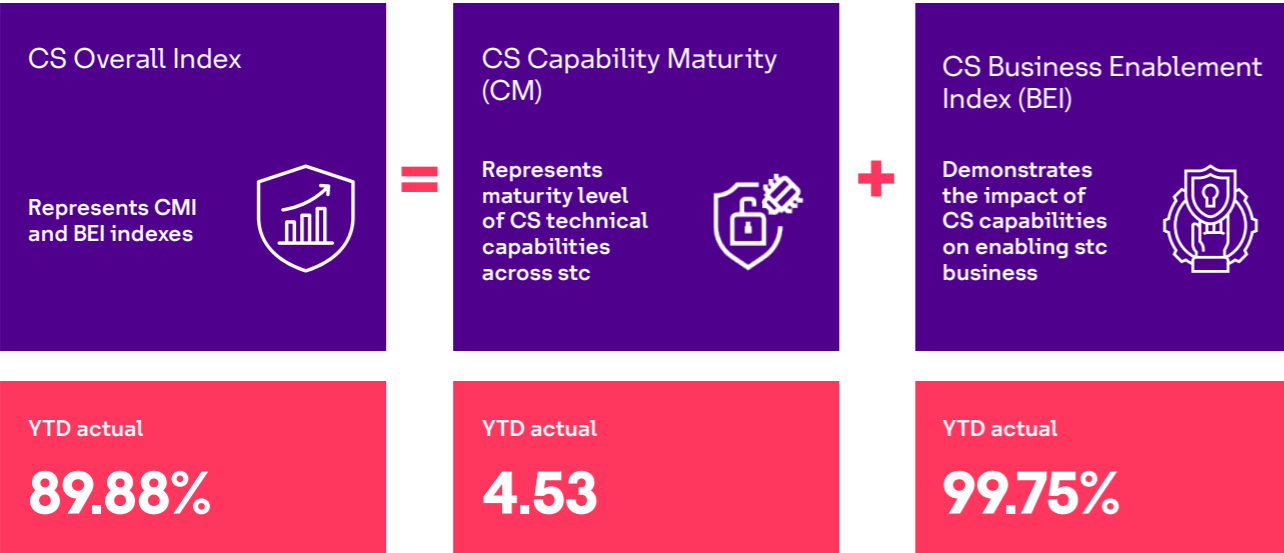 CS Overall Index
Represents CMI
and BEI indexes
=
CS Capability Maturity
(CM)
Represents
maturity level
of CS technical
capabilities
across stc
+
CS Business Enablement
Index (BEI)
Demonstrates
the impact of
CS capabilities
on enabling stc
business
YTD actual
89.88%
YTD actual
4.53
YTD actual
99.75%